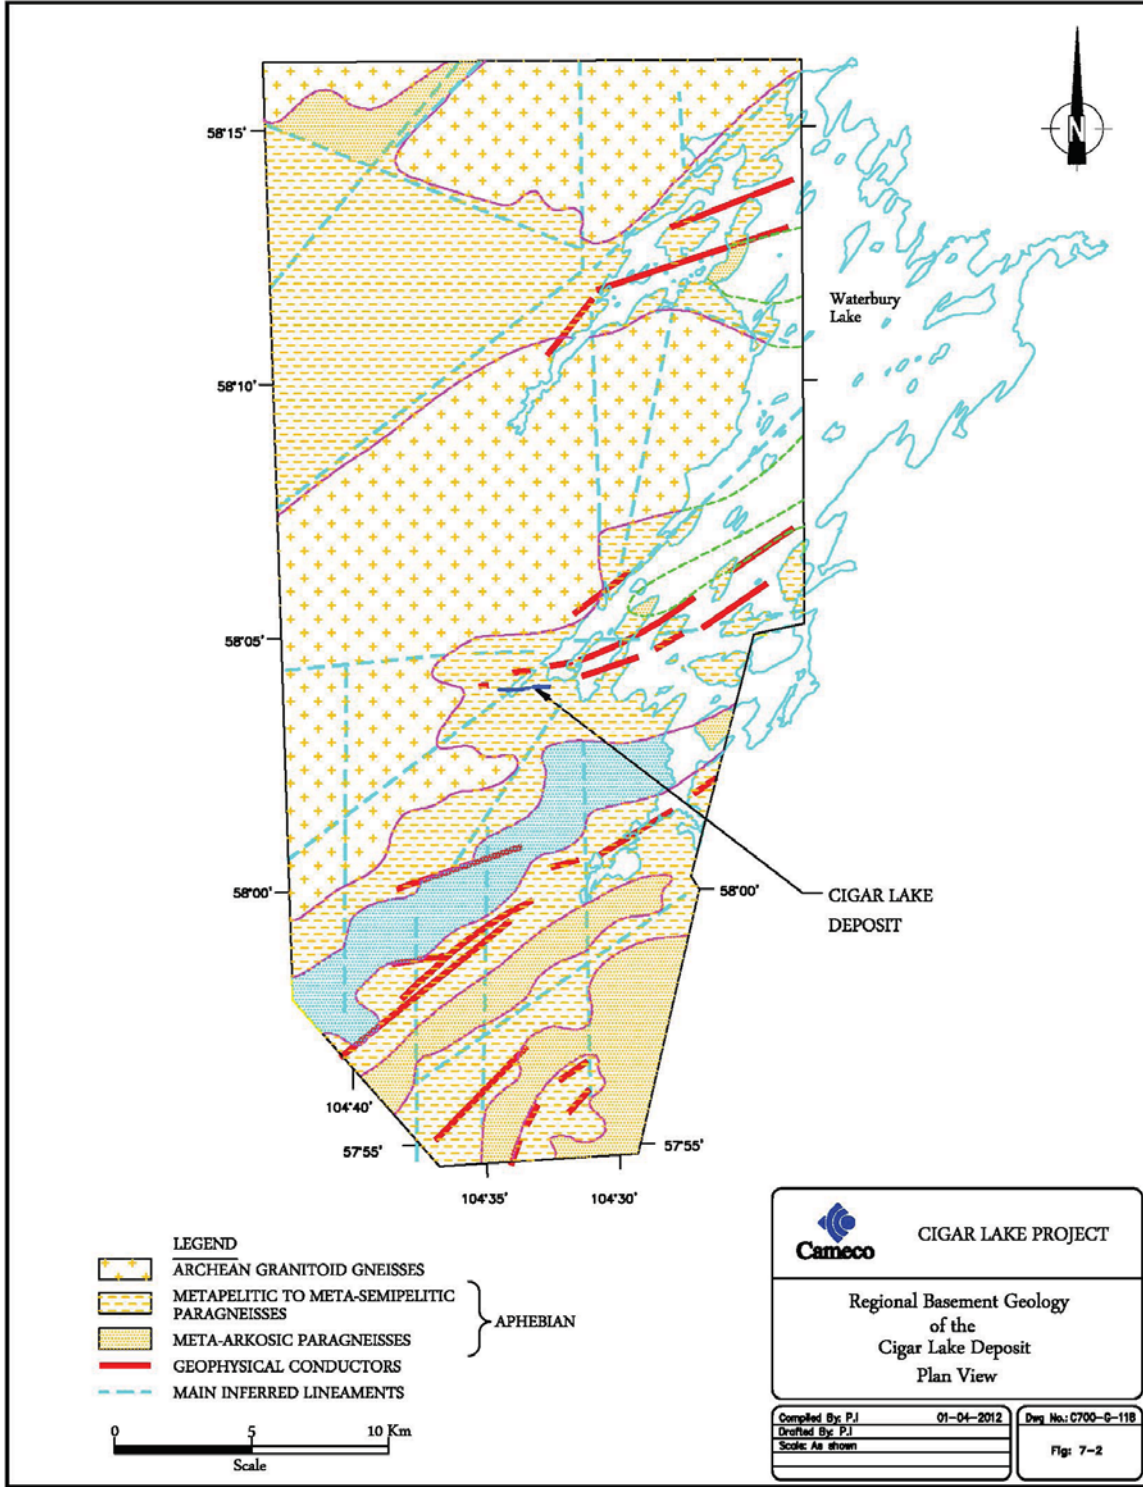 58°15'
N
Waterbury
Lake
58°10'
58°05'
58°00'
58°00'
CIGAR LAKE
DEPOSIT
104°40'
57°55'
57°55'
104°35'
104°30'
LEGEND
ARCHEAN GRANITOID GNEISSES
METAPELITIC TO META-SEMIPELITIC
PARAGNEISSES
META-ARKOSIC PARAGNEISSES
APHEBIAN
GEOPHYSICAL CONDUCTORS
MAIN INFERRED LINEAMENTS
0 5 10 Km
Scale
Cameco
CIGAR LAKE PROJECT
Regional Basement Geology
of the
Cigar Lake Deposit
Plan View
Compiled By: P.I 01-04-2012
Drafted By: P.I
Scale: As shown
Dwg No.: C700-G-11B
Fig: 7-2